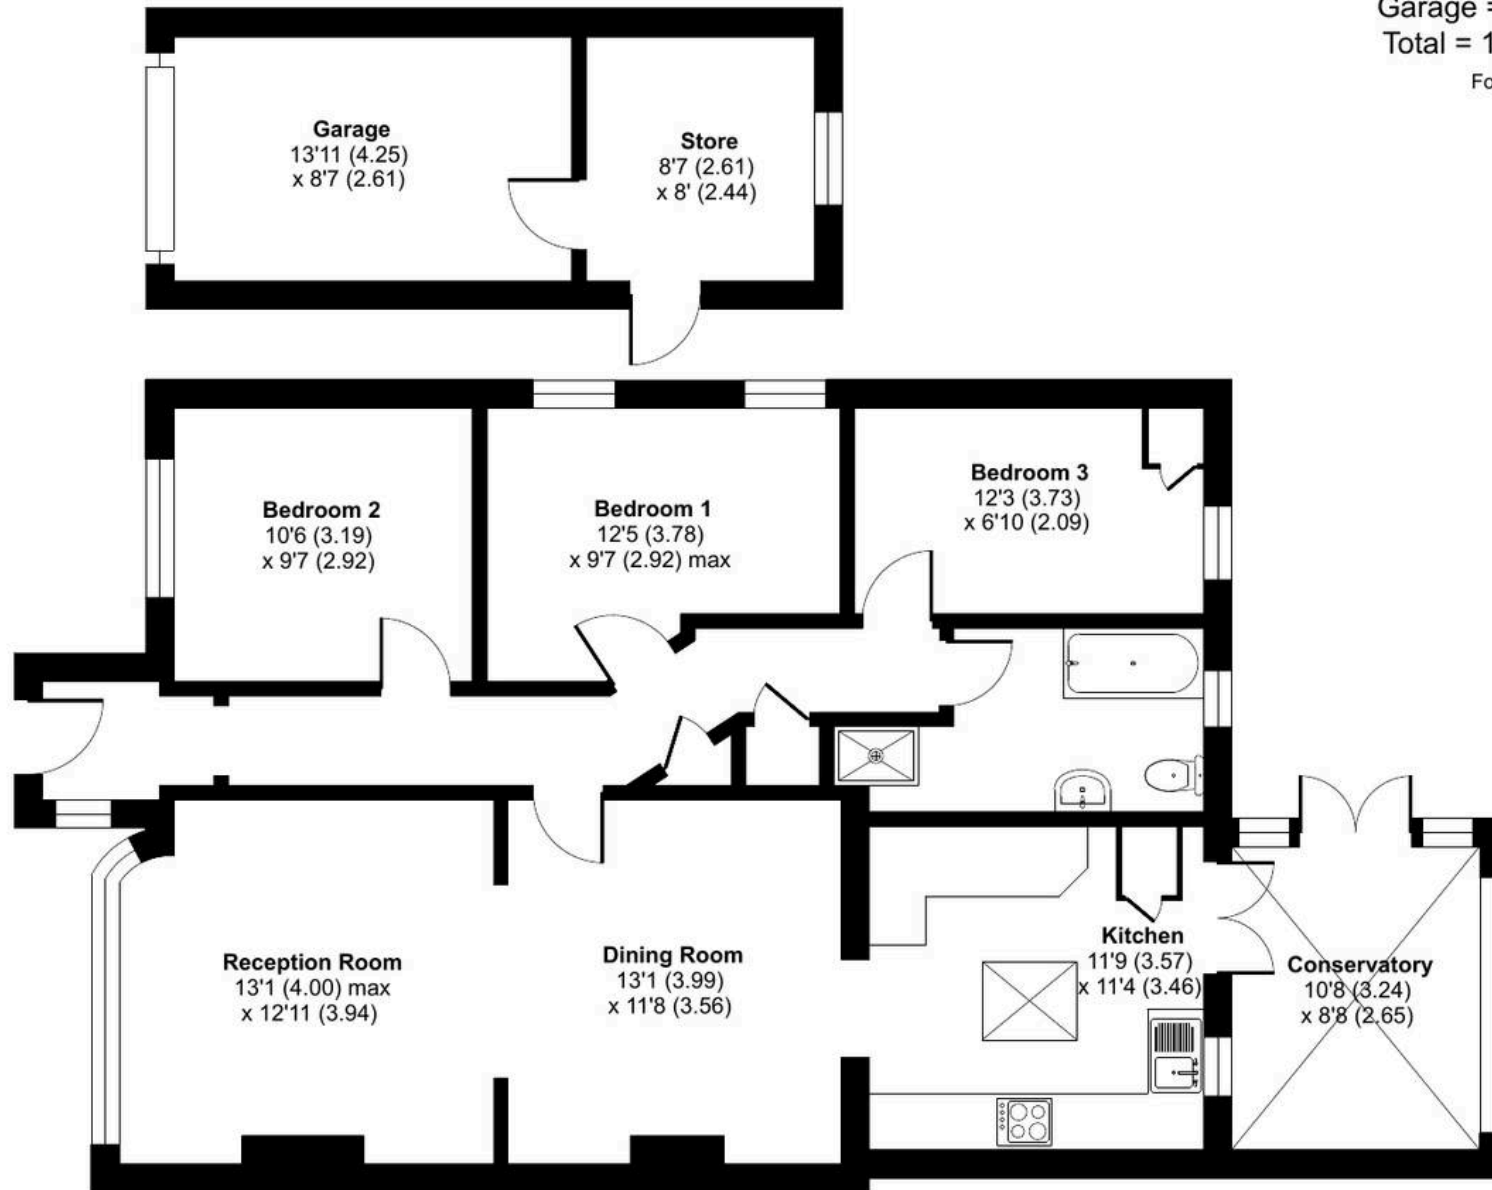 Garage =
Total = 1
Garage
13'11 (4.25)
x 8'7 (2.61)
Store
8'7 (2.61)
x 8' (2.44)
Bedroom 2
10'6 (3.19)
x 9'7 (2.92)
Bedroom 1
12'5 (3.78)
x 9'7 (2.92) max
Bedroom 3
12'3 (3.73)
x 6'10 (2.09)
Reception Room
13'1 (4.00) max
x 12'11 (3.94)
Dining Room
13'1 (3.99)
x 11'8 (3.56)
Kitchen
11'9 (3.57)
x 11'4 (3.46)
Conservatory
10'8 (3.24)
x 8'8 (2.65)